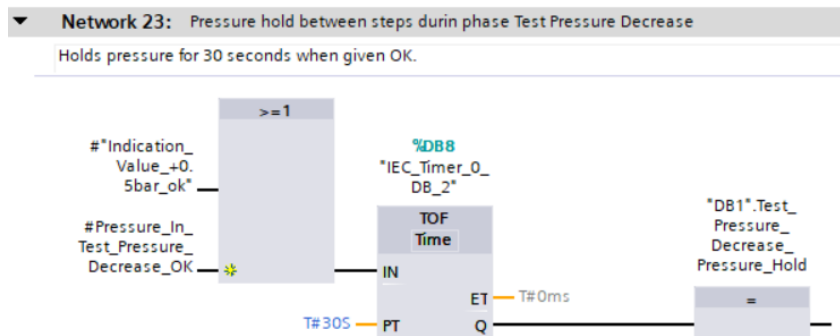 Network 23: Pressure hold between steps durin phase Test Pressure Decrease
Holds pressure for 30 seconds when given OK.
>=1
#"Indication_
Value_+0.
5bar_ok"
#Pressure_In_
Test_Pressure_
Decrease_OK
%DB8
"IEC_Timer_0_
DB_2"
TOF
Time
IN
ET
T#0ms
T#30S
PT
Q
"DB1".Test_
Pressure_
Decrease_
Pressure_Hold
=